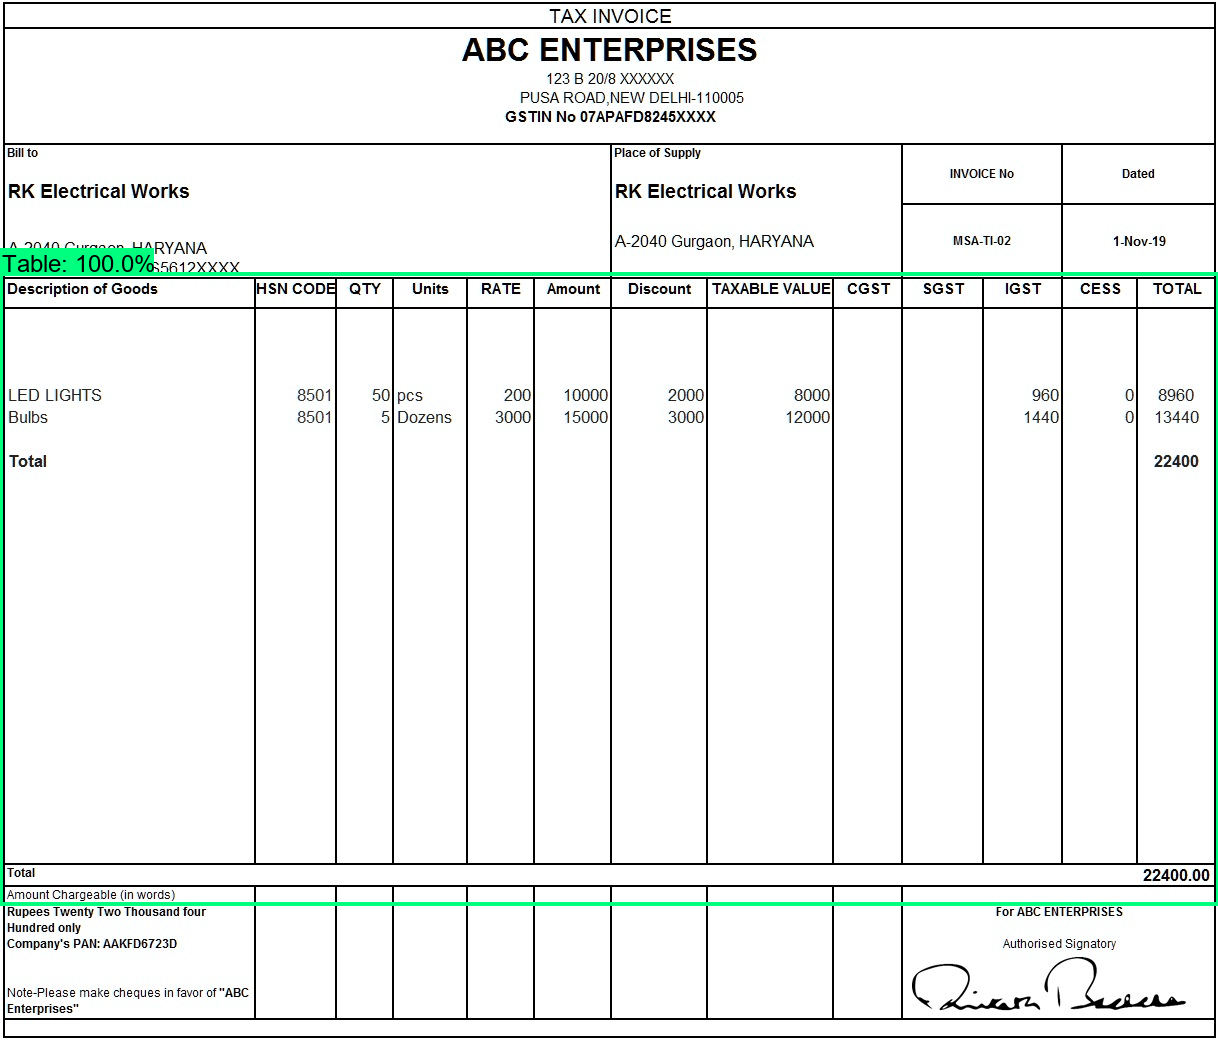 TAX INVOICE
ABC ENTERPRISES
123 B 20/8 XXXXXX
PUSA ROAD,NEW DELHI-110005
GSTIN No 07APAFD8245XXXX
Bill to
RK Electrical Works
A-2040 Gurgaon, HARYANA
S5612XXXX
Place of Supply
RK Electrical Works
A-2040 Gurgaon, HARYANA
INVOICE No Dated
MSA-TI-02 1-Nov-19
Table: 100.0%
Description of Goods HSN CODE QTY Units RATE Amount Discount TAXABLE VALUE CGST SGST IGST CESS TOTAL
LED LIGHTS 8501 50 pcs 200 10000 2000 8000 960 0 8960
Bulbs 8501 5 Dozens 3000 15000 3000 12000 1440 0 13440
Total 22400
Total 22400.00
Amount Chargeable (in words)
Rupees Twenty Two Thousand four
Hundred only
Company's PAN: AAKFD6723D
Note-Please make cheques in favor of "ABC
Enterprises"
For ABC ENTERPRISES
Authorised Signatory